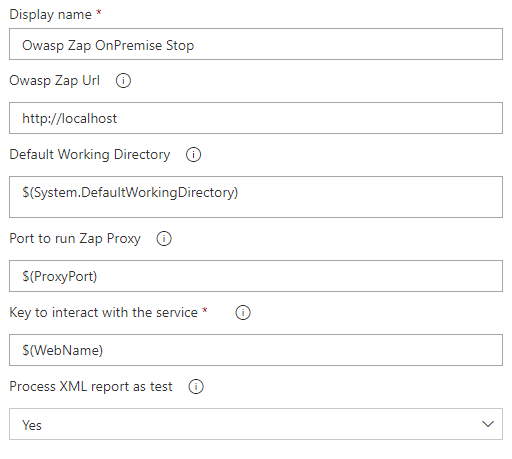 Display name *
Owasp Zap OnPremise Stop
Owasp Zap Url
http://localhost
Default Working Directory
$(System.DefaultWorkingDirectory)
Port to run Zap Proxy
$(ProxyPort)
Key to interact with the service *
$(WebName)
Process XML report as test
Yes